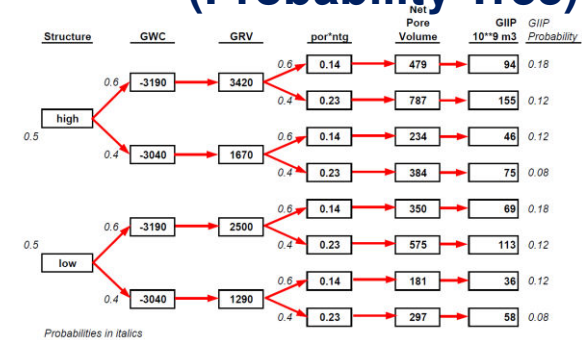 (Probability Tree)
Net
Pore
Volume
Structure GWC GRV por*ntg GIIP 10**9 m3 GIIP Probability
0.6 0.14 479 94 0.18
0.6 -3190 3420
0.4 0.23 787 155 0.12
high
0.5
0.6 0.14 234 46 0.12
0.4 -3040 1670
0.4 0.23 384 75 0.08
0.6 0.14 350 69 0.18
0.6 -3190 2500
0.5
0.4 0.23 575 113 0.12
low
0.6 0.14 181 36 0.12
0.4 -3040 1290
0.4 0.23 297 58 0.08
Probabilities in italics